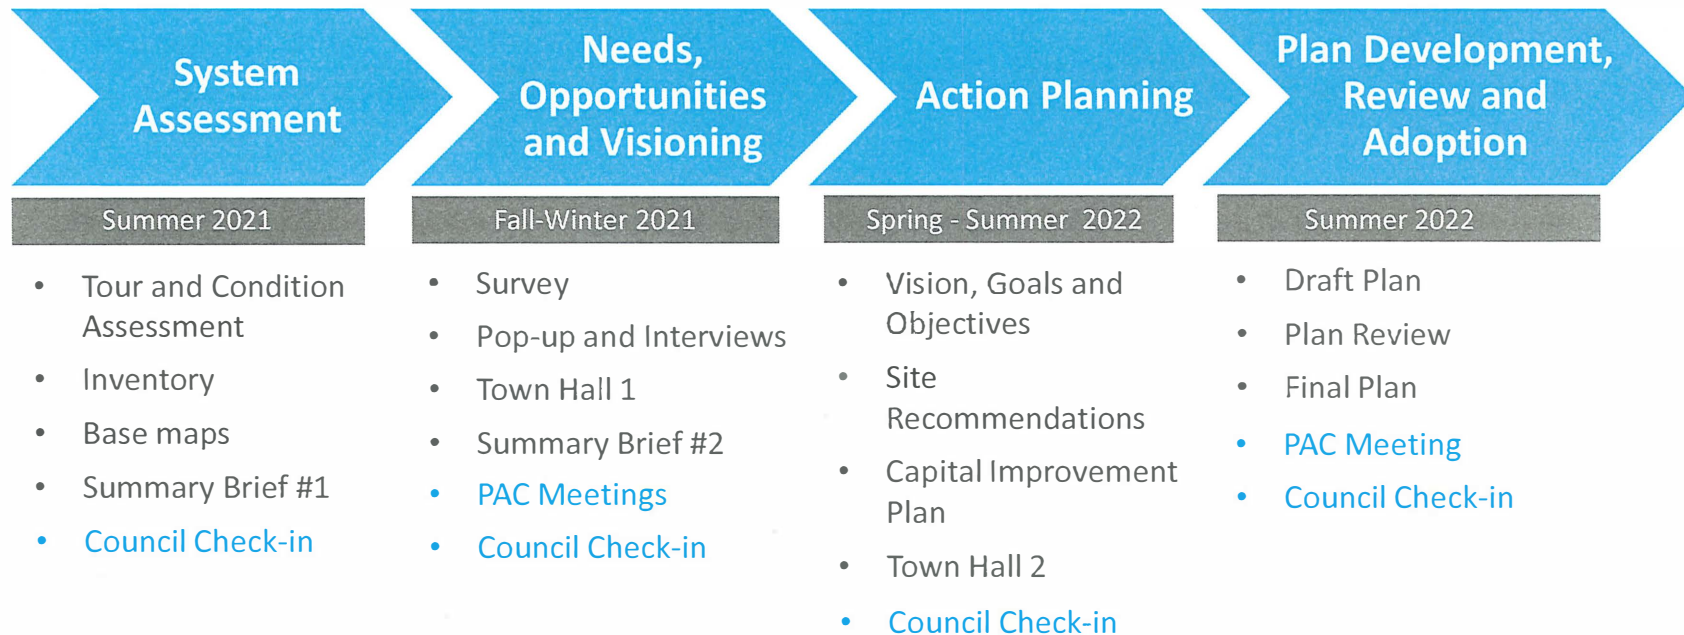 System
Assessment
Summer 2021
• Tour and Condition
Assessment
• Inventory
• Base maps
• Summary Brief #1
• Council Check-in
Needs,
Opportunities
and Visioning
Fall-Winter 2021
• Survey
• Pop-up and Interviews
• Town Hall 1
• Summary Brief #2
• PAC Meetings
• Council Check-in
Action Planning
Spring - Summer 2022
• Vision, Goals and
Objectives
• Site
Recommendations
• Capital Improvement
Plan
• Town Hall 2
• Council Check-in
Plan Development,
Review and
Adoption
Summer 2022
• Draft Plan
• Plan Review
• Final Plan
• PAC Meeting
• Council Check-in